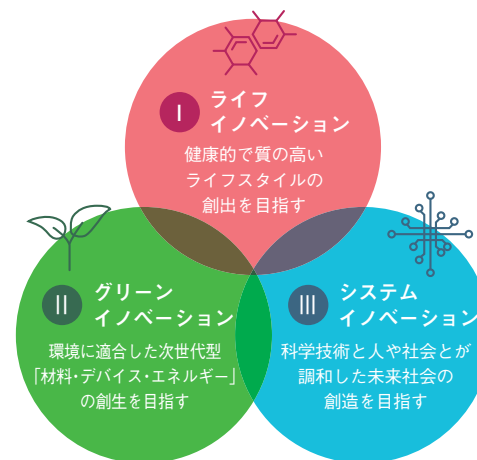 I
ライフ
イノベーション
健康的で質の高い
ライフスタイルの
創出を目指す
II
グリーン
イノベーション
環境に適合した次世代型
「材料・デバイス・エネルギー」
の創生を目指す
III
システム
イノベーション
科学技術と人や社会とが
調和した未来社会の
創造を目指す